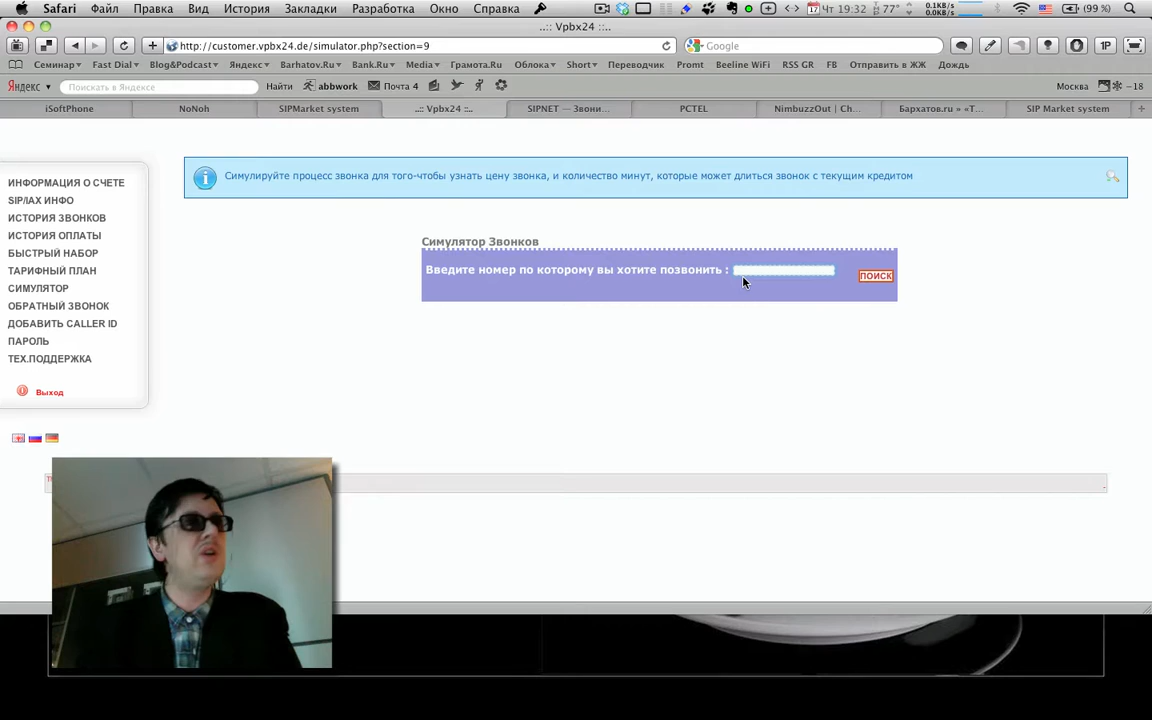 Safari Файл Правка Вид История Закладки Разработка Окно Справка Чт 19:32 77° 0.1KB/s 0.0KB/s (99 %)
..:: Vpbx24 ::..
http://customer.vpbx24.de/simulator.php?section=9
Google
1P
Семинар Fast Dial Blog&Podcast Яндекс Barhatov.Ru Bank.Ru Media Грамота.Ru Облока Short Переводчик Promt Beeline WiFi RSS GR FB Отправить в ЖЖ Дождь
Яндекс Поискать в Яндексе Найти abbwork Почта 4 Москва −18
iSoftPhone NoNoh SIPMarket system ..:: Vpbx24 ::.. SIPNET — Звони... PCTEL NimbuzzOut | Ch... Бархатов.ru » «Т... SIP Market system
Симулируйте процесс звонка для того-чтобы узнать цену звонка, и количество минут, которые может длиться звонок с текущим кредитом
ИНФОРМАЦИЯ О СЧЕТЕ
SIP/IAX ИНФО
ИСТОРИЯ ЗВОНКОВ
ИСТОРИЯ ОПЛАТЫ
БЫСТРЫЙ НАБОР
ТАРИФНЫЙ ПЛАН
СИМУЛЯТОР
ОБРАТНЫЙ ЗВОНОК
ДОБАВИТЬ CALLER ID
ПАРОЛЬ
ТЕХ.ПОДДЕРЖКА
Выход
Симулятор Звонков
Введите номер по которому вы хотите позвонить :
ПОИСК